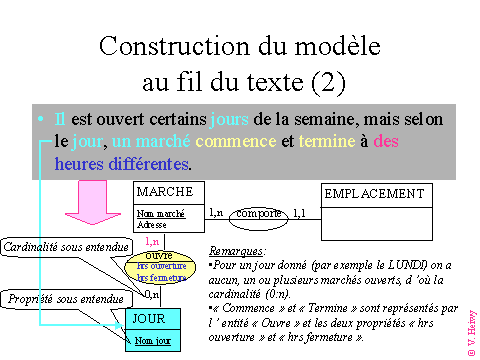 Construction du modèle
au fil du texte (2)
• Il est ouvert certains jours de la semaine, mais selon
le jour, un marché commence et termine à des
heures différentes.
MARCHE
Nom marché
Adresse
1,n
comporte
1,1
EMPLACEMENT
1,n
Cardinalité sous entendue
ouvre
hrs ouverture
hrs fermeture
Propriété sous entendue
0,n
JOUR
Nom jour
Remarques:
•Pour un jour donné (par exemple le LUNDI) on a
aucun, un ou plusieurs marchés ouverts, d ’où la
cardinalité (0:n).
•« Commence » et « Termine » sont représentés par
l ’ entité « Ouvre » et les deux propriétés « hrs
ouverture » et « hrs fermeture ».
© V. Heiwy